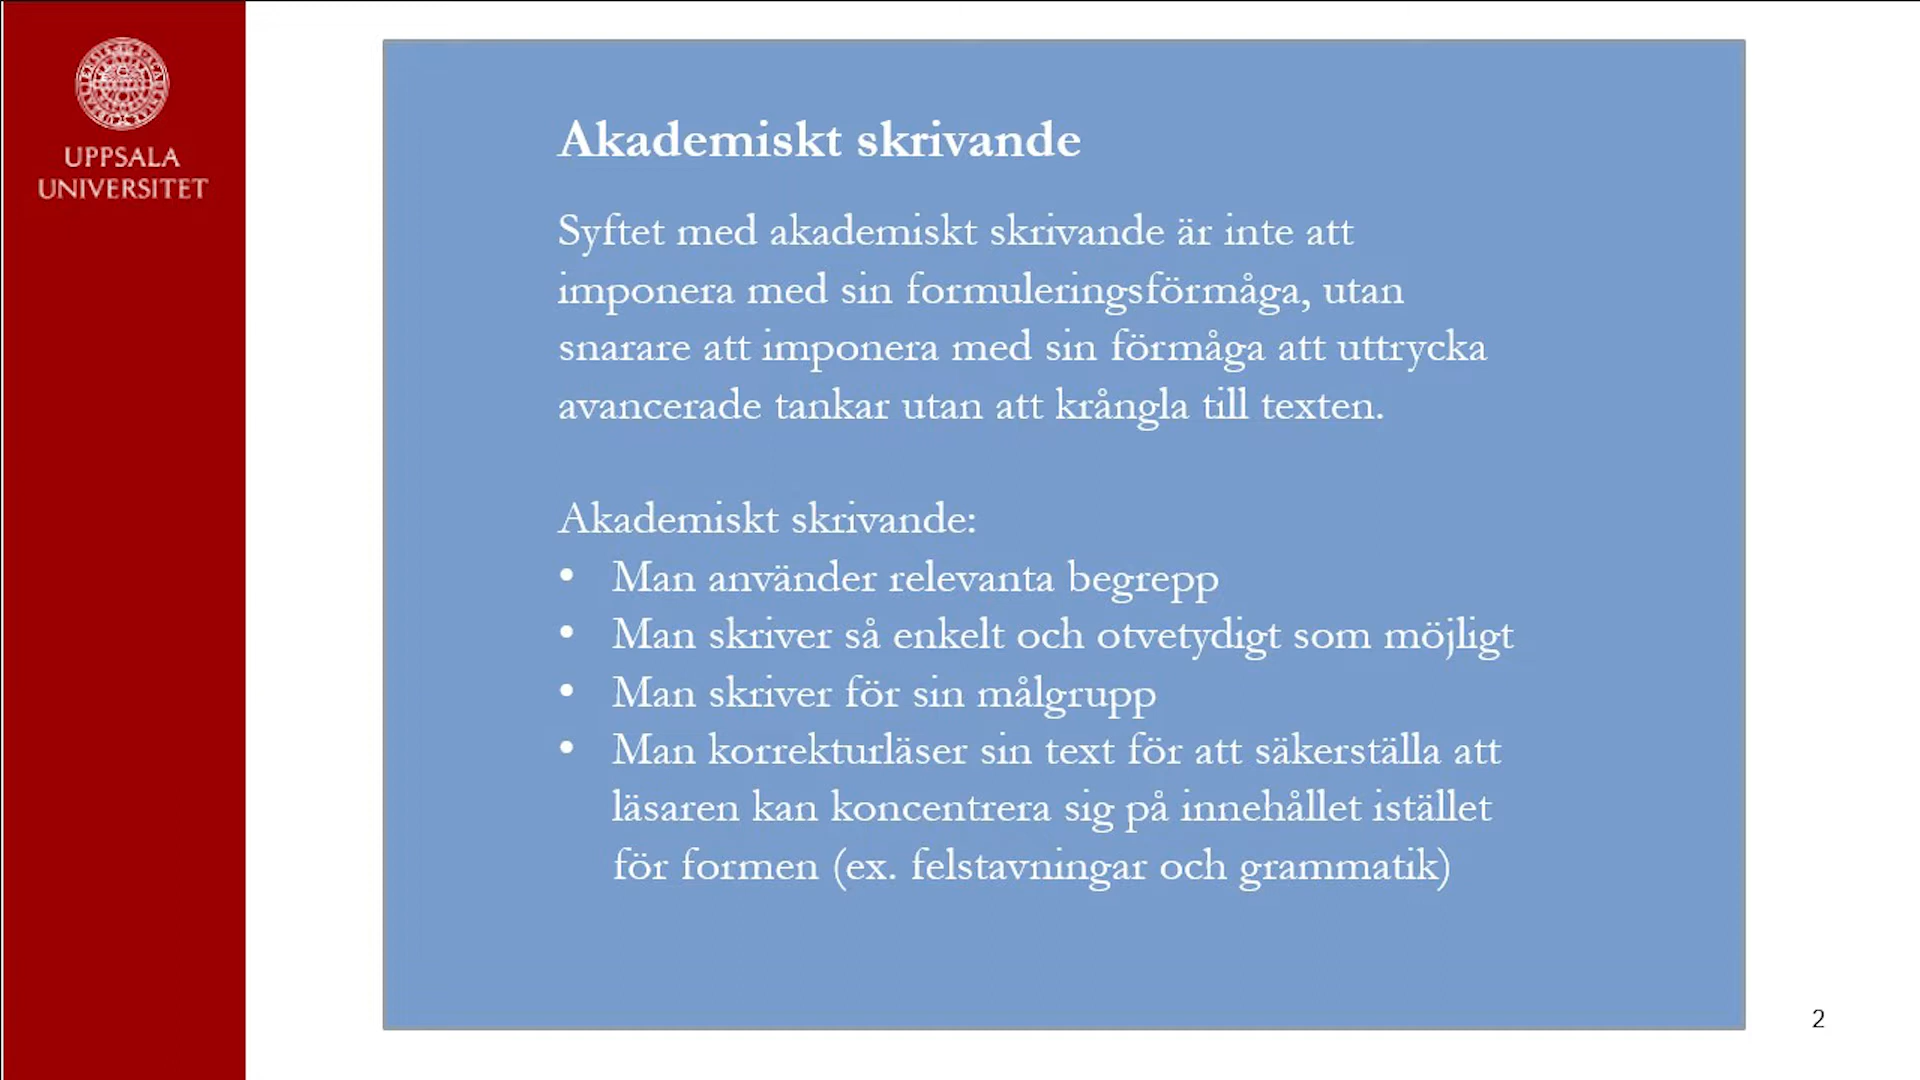 UPPSALA
UNIVERSITET
Akademiskt skrivande
Syftet med akademiskt skrivande är inte att
imponera med sin formuleringsförmåga, utan
snarare att imponera med sin förmåga att uttrycka
avancerade tankar utan att krångla till texten.
Akademiskt skrivande:
• Man använder relevanta begrepp
• Man skriver så enkelt och otvetydigt som möjligt
• Man skriver för sin målgrupp
• Man korrekturläser sin text för att säkerställa att
läsaren kan koncentrera sig på innehållet istället
för formen (ex. felstavningar och grammatik)
2